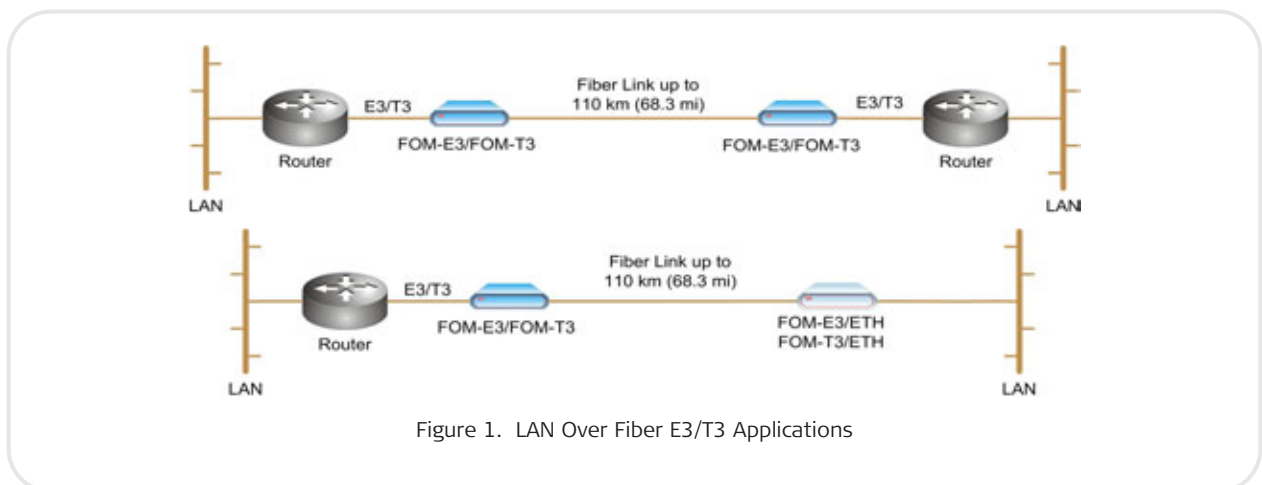 Fiber Link up to
110 km (68.3 mi)
E3/T3
E3/T3
FOM-E3/FOM-T3
FOM-E3/FOM-T3
Router
Router
LAN
LAN
Fiber Link up to
110 km (68.3 mi)
E3/T3
FOM-E3/FOM-T3
FOM-E3/ETH
FOM-T3/ETH
Router
LAN
LAN
Figure 1. LAN Over Fiber E3/T3 Applications